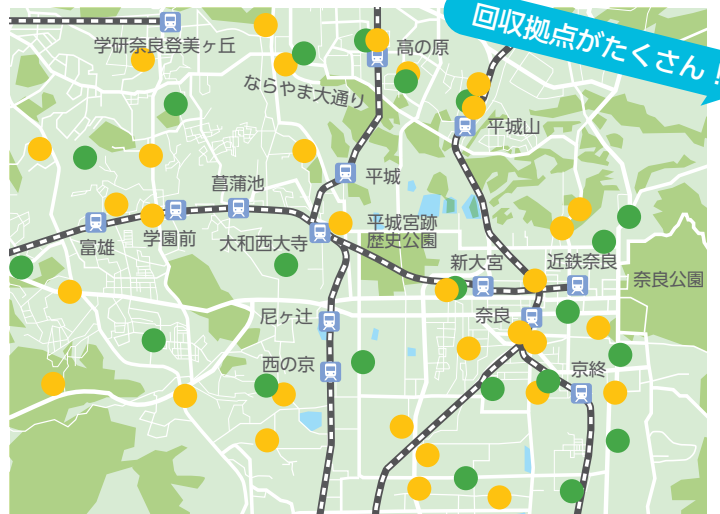 回収拠点がたくさん！
学研奈良登美ヶ丘
高の原
ならやま大通り
平城山
平城
菖蒲池
平城宮跡
歴史公園
富雄
学園前
大和西大寺
新大宮
近鉄奈良
奈良公園
尼ヶ辻
奈良
西の京
京終